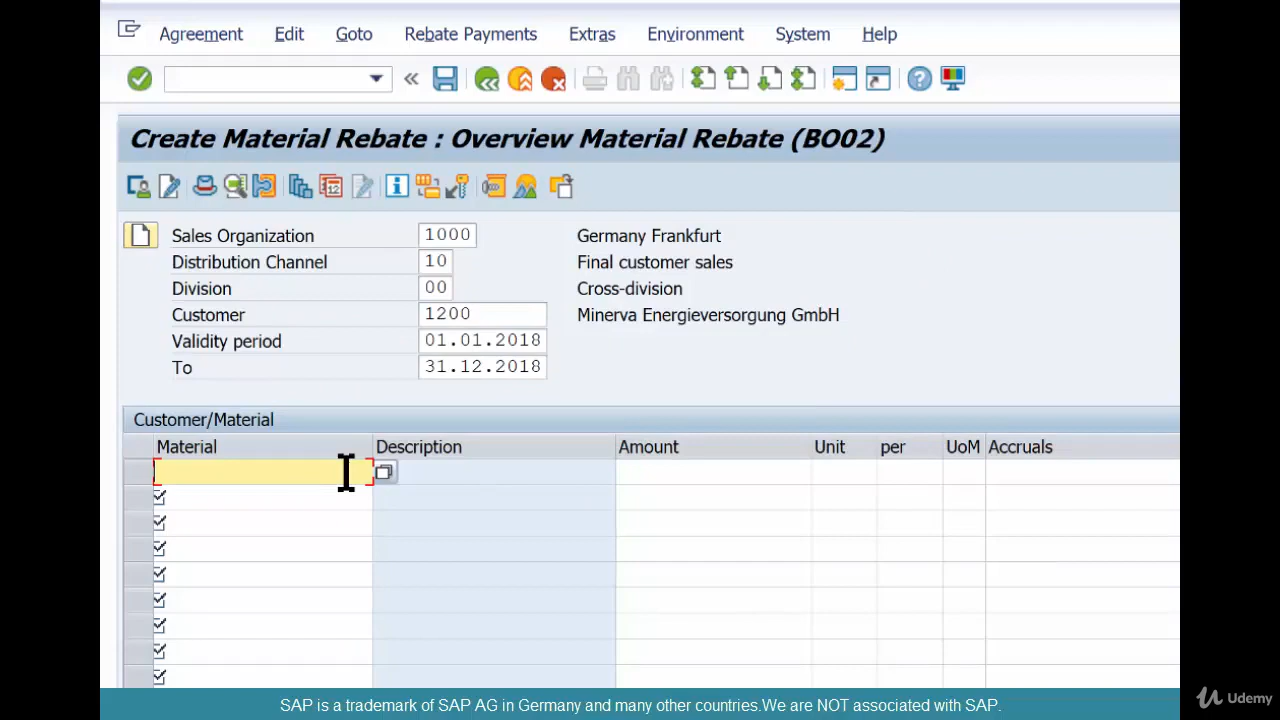 Agreement Edit Goto Rebate Payments Extras Environment System Help
Create Material Rebate : Overview Material Rebate (BO02)
Sales Organization 1000 Germany Frankfurt
Distribution Channel 10 Final customer sales
Division 00 Cross-division
Customer 1200 Minerva Energieversorgung GmbH
Validity period 01.01.2018
To 31.12.2018
Customer/Material
Material Description Amount Unit per UoM Accruals
SAP is a trademark of SAP AG in Germany and many other countries.We are NOT associated with SAP.
Udemy